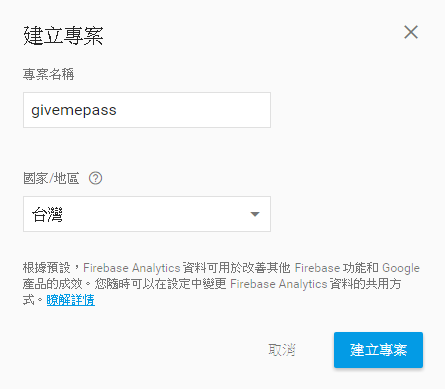 建立專案
專案名稱
givemepass
國家/地區
台灣
根據預設，Firebase Analytics 資料可用於改善其他 Firebase 功能和 Google
產品的成效。您隨時可以在設定中變更 Firebase Analytics 資料的共用方
式。瞭解詳情
取消
建立專案